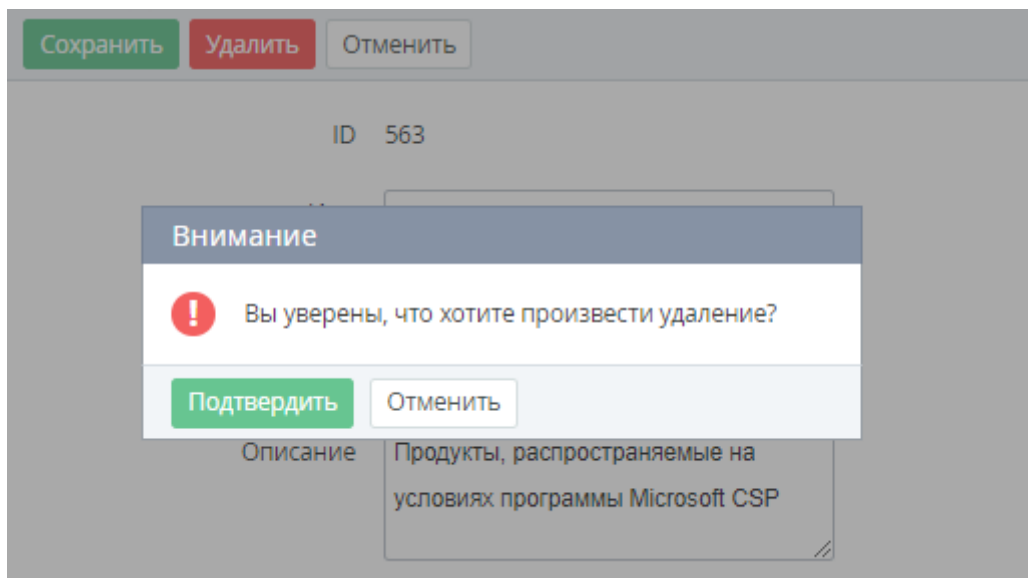 Сохранить Удалить Отменить
ID 563
Внимание
Вы уверены, что хотите произвести удаление?
Подтвердить Отменить
Описание Продукты, распространяемые на
условиях программы Microsoft CSP